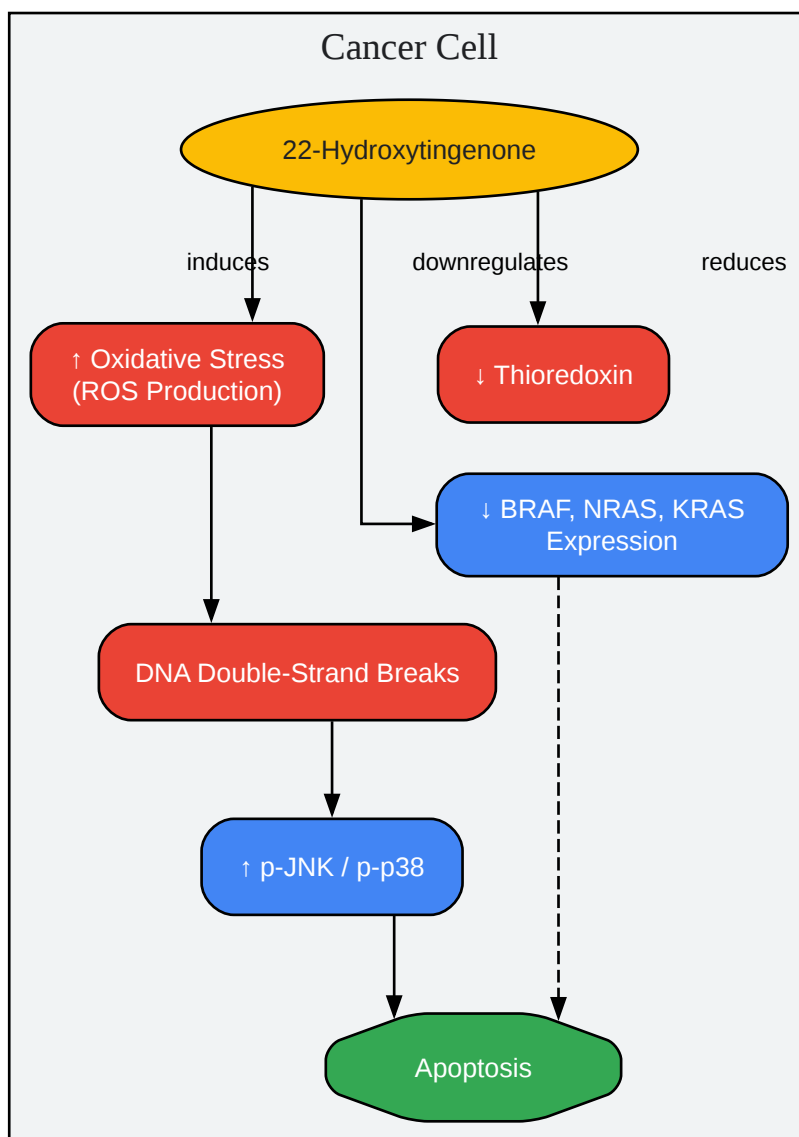 Cancer Cell
22-Hydroxytingenone
induces
downregulates
reduces
↑ Oxidative Stress
(ROS Production)
↓ Thioredoxin
↓ BRAF, NRAS, KRAS
Expression
DNA Double-Strand Breaks
↑ p-JNK / p-p38
Apoptosis